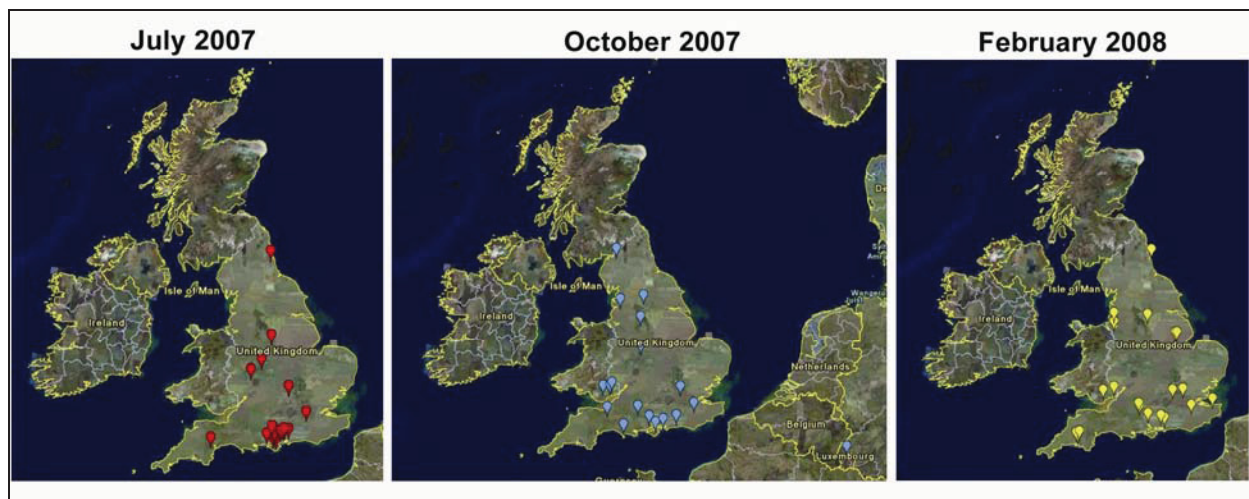 July 2007
October 2007
February 2008
Isle of Man
Ireland
United Kingdom
Isle of Man
United Kingdom
Ireland
Netherlands
Belgium
Luxembourg
Isle of Man
Ireland
United Kingdom